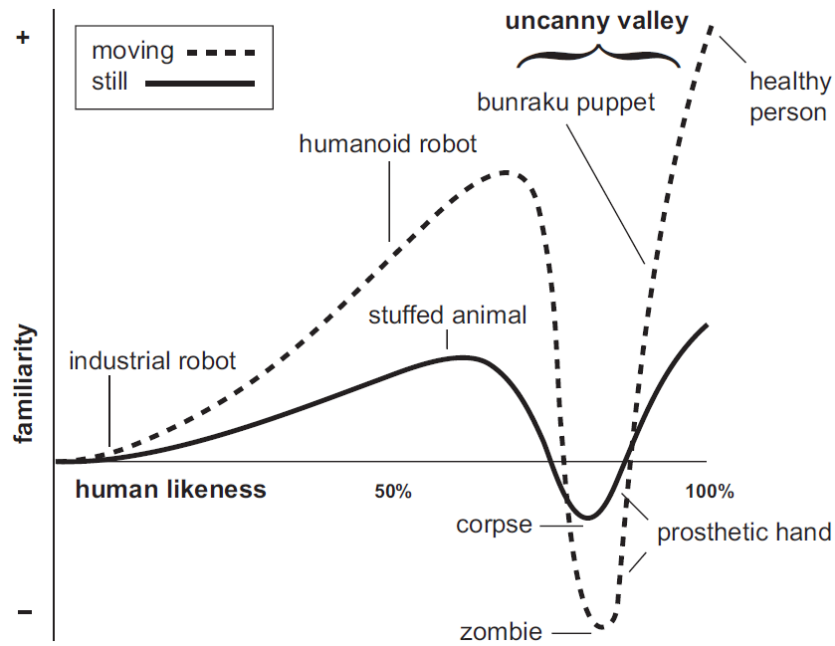 +
uncanny valley
moving
still
bunraku puppet
healthy
person
humanoid robot
stuffed animal
industrial robot
familiarity
human likeness
50%
100%
corpse
prosthetic hand
−
zombie